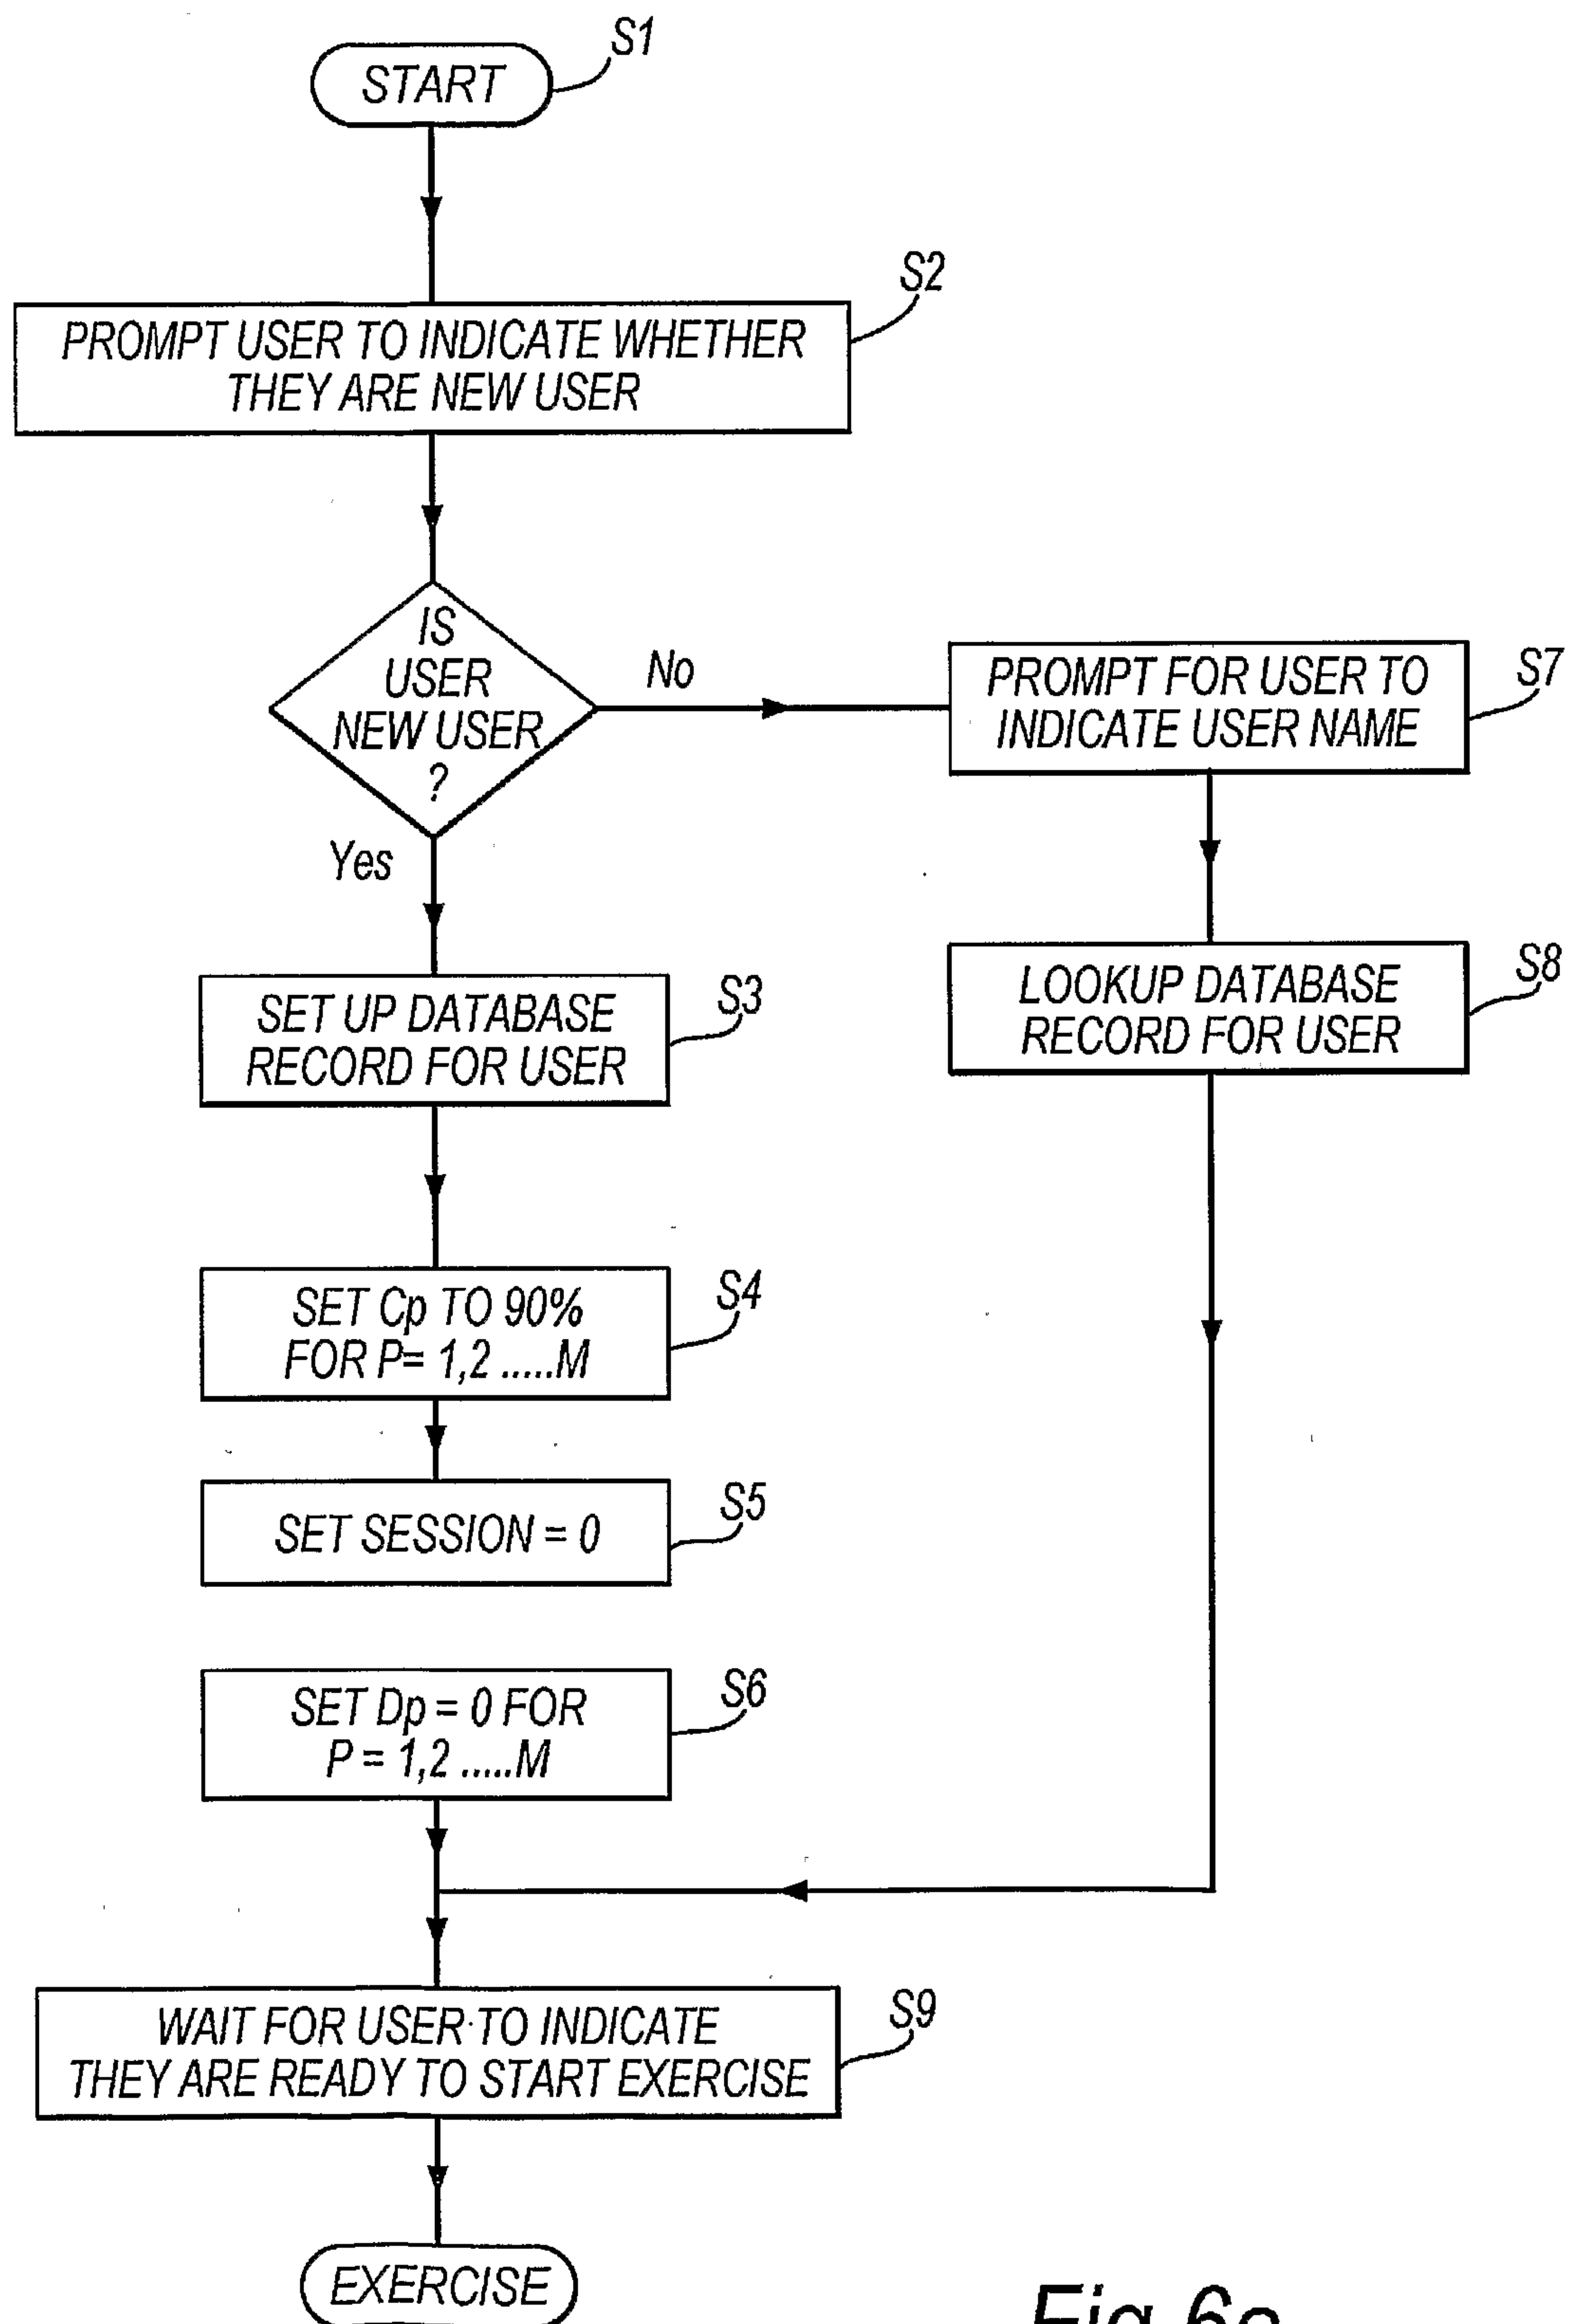 START
S1
PROMPT USER TO INDICATE WHETHER
THEY ARE NEW USER
S2
IS
USER
NEW USER
?
No
Yes
PROMPT FOR USER TO
INDICATE USER NAME
S7
LOOKUP DATABASE
RECORD FOR USER
S8
SET UP DATABASE
RECORD FOR USER
S3
SET Cp TO 90%
FOR P= 1,2 .....M
S4
SET SESSION = 0
S5
SET Dp = 0 FOR
P = 1,2 .....M
S6
WAIT FOR USER TO INDICATE
THEY ARE READY TO START EXERCISE
S9
EXERCISE